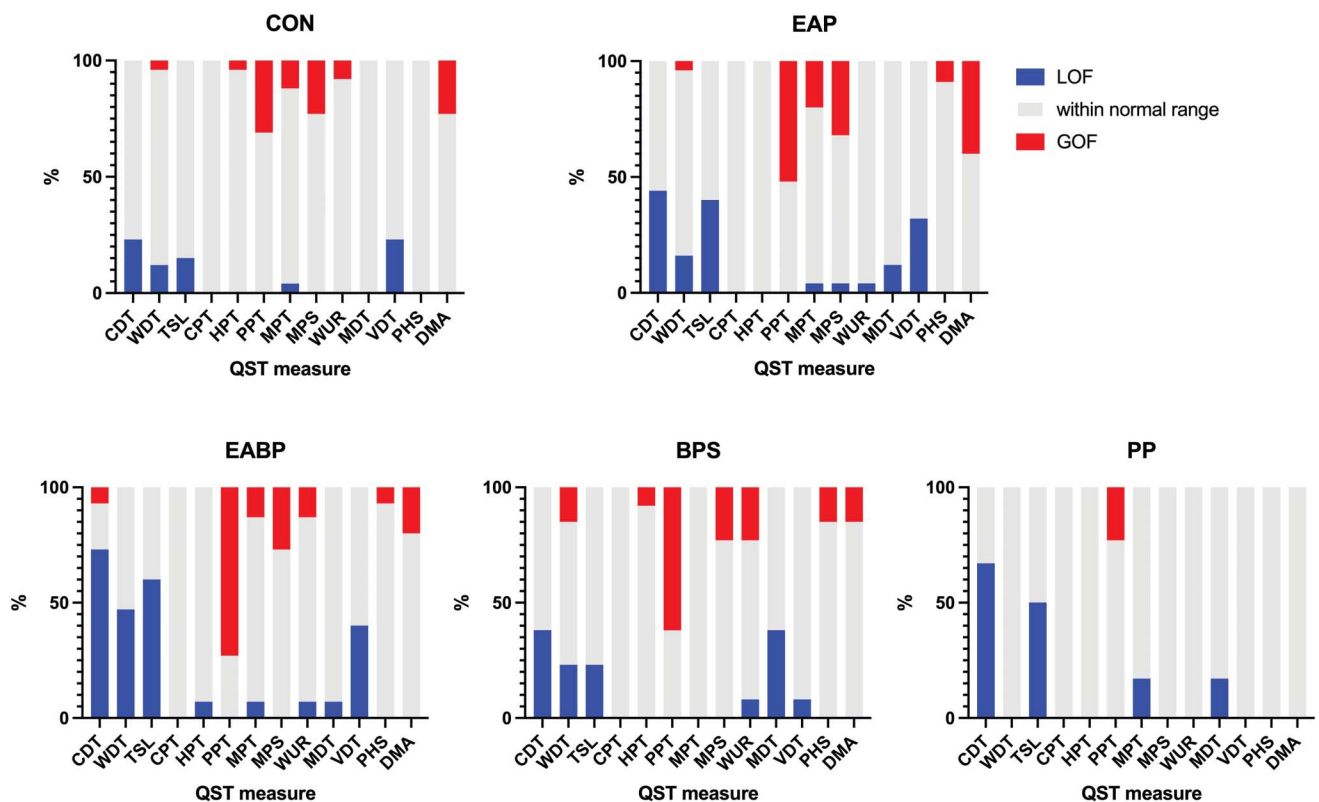 CON
100
50
0
%
CDT
WDT
TSL
CPT
HPT
PPT
MPT
MPS
WUR
MDT
VDT
PHS
DMA
QST measure
EAP
100
50
0
%
CDT
WDT
TSL
CPT
HPT
PPT
MPT
MPS
WUR
MDT
VDT
PHS
DMA
QST measure
LOF
within normal range
GOF
EABP
100
50
0
%
CDT
WDT
TSL
CPT
HPT
PPT
MPT
MPS
WUR
MDT
VDT
PHS
DMA
QST measure
BPS
100
50
0
%
CDT
WDT
TSL
CPT
HPT
PPT
MPT
MPS
WUR
MDT
VDT
PHS
DMA
QST measure
PP
100
50
0
%
CDT
WDT
TSL
CPT
HPT
PPT
MPT
MPS
WUR
MDT
VDT
PHS
DMA
QST measure